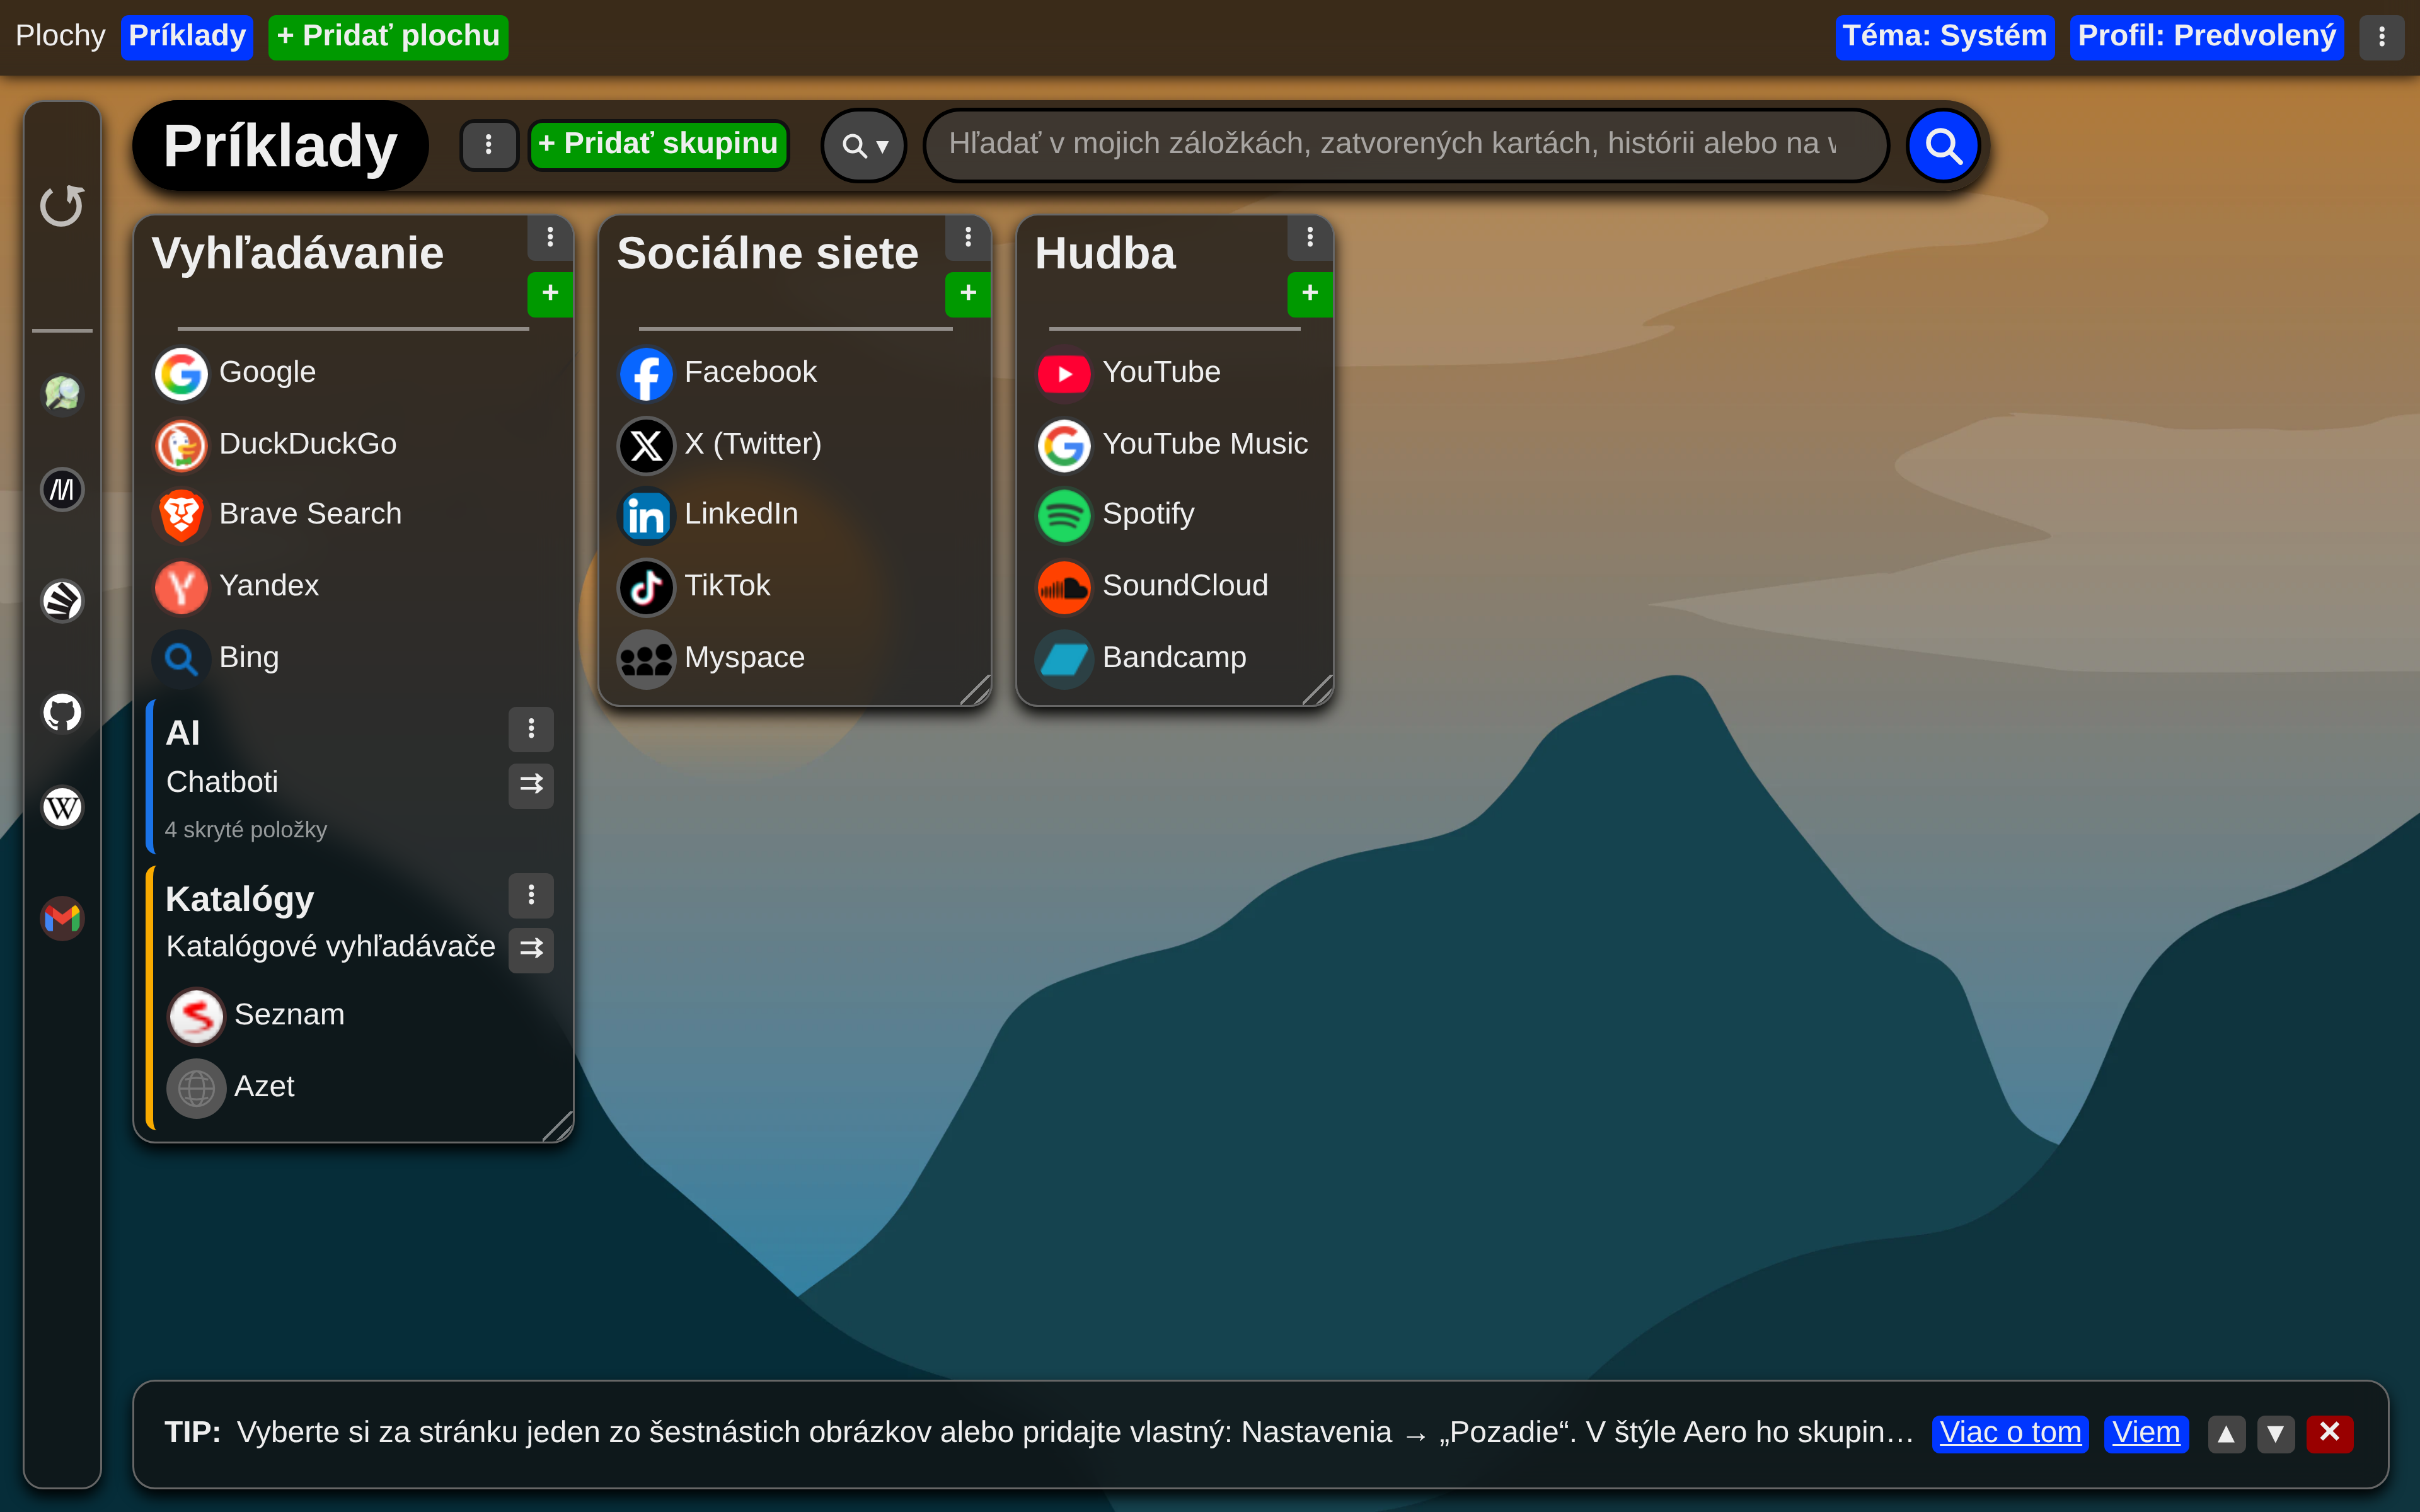 Plochy Príklady + Pridať plochu Téma: Systém Profil: Predvolený
Príklady + Pridať skupinu Hľadať v mojich záložkách, zatvorených kartách, histórii alebo na
Vyhľadávanie
+
Google
DuckDuckGo
Brave Search
Yandex
Bing
AI
Chatboti
4 skryté položky
Katalógy
Katalógové vyhľadávače
Seznam
Azet
Sociálne siete
+
Facebook
X (Twitter)
LinkedIn
TikTok
Myspace
Hudba
+
YouTube
YouTube Music
Spotify
SoundCloud
Bandcamp
TIP: Vyberte si za stránku jeden zo šestnástich obrázkov alebo pridajte vlastný: Nastavenia → „Pozadie“. V štýle Aero ho skupin… Viac o tom Viem